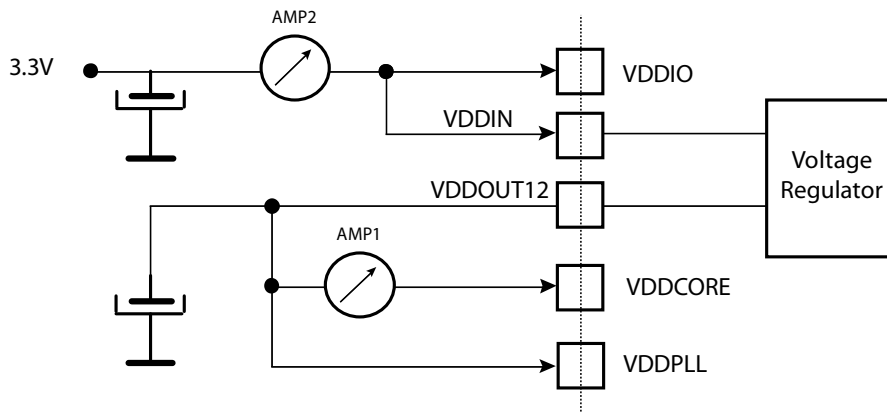 AMP2
3.3V
VDDIO
VDDIN
Voltage
Regulator
VDDOUT12
AMP1
VDDCORE
VDDPLL